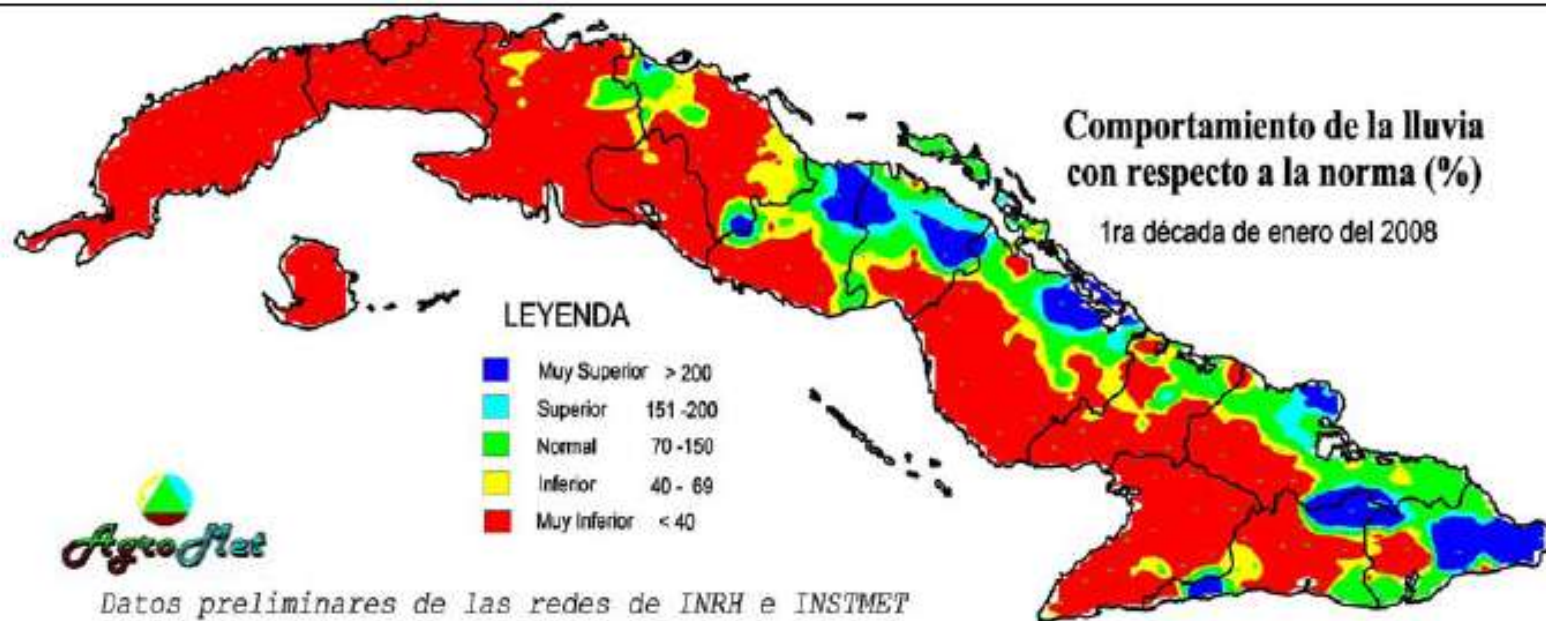 Comportamiento de la lluvia
con respecto a la norma (%)
1ra década de enero del 2008
LEYENDA
Muy Superior > 200
Superior 151 -200
Normal 70 -150
Inferior 40 - 69
Muy Inferior < 40
AgroMet
Datos preliminares de las redes de INRH e INSTMET